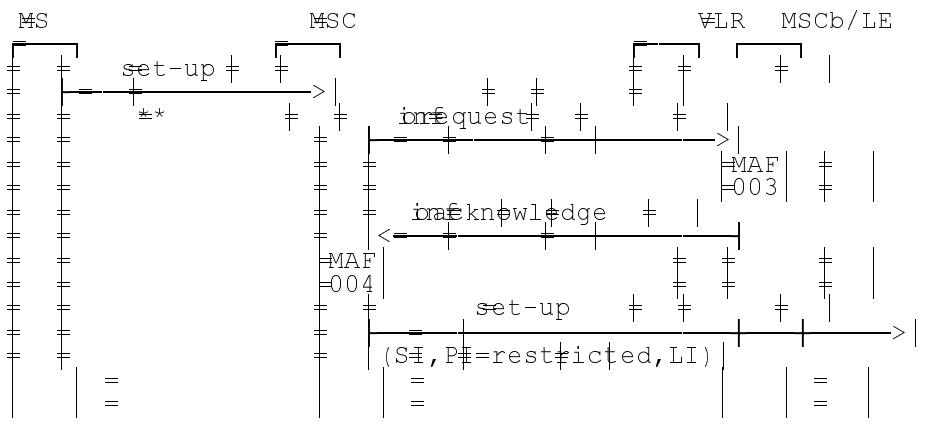 MS MSC VLR MSCb/LE
set-up
**
info request
MAF
003
info acknowledge
MAF
004
set-up
(SI,PI=restricted,LI)